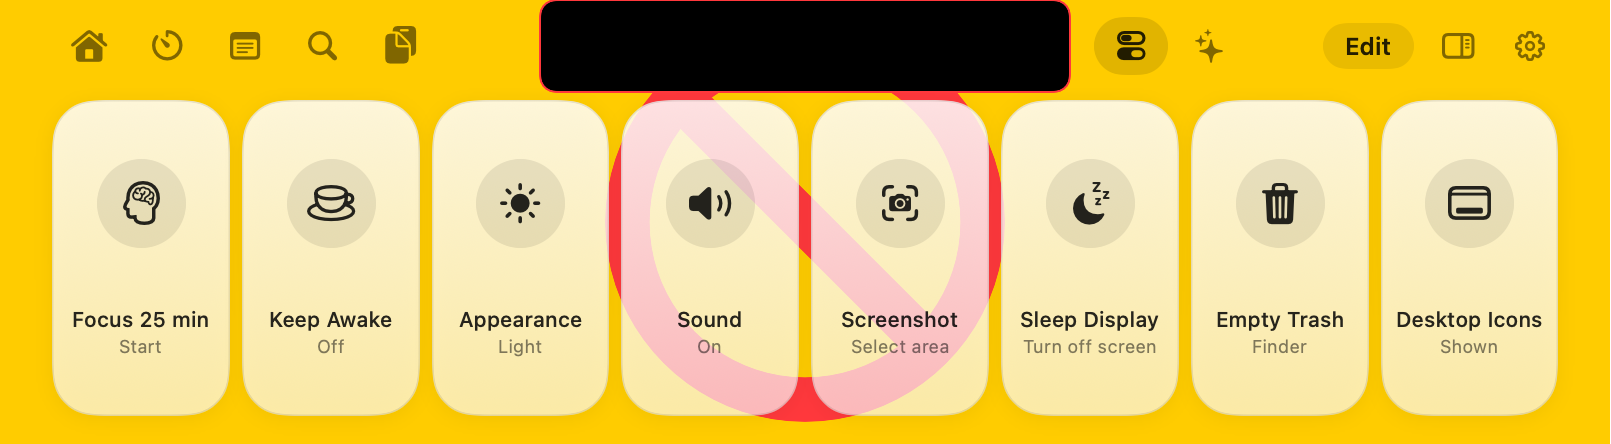 Edit
Focus 25 min
Start
Keep Awake
Off
Appearance
Light
Sound
On
Screenshot
Select area
Sleep Display
Turn off screen
Empty Trash
Finder
Desktop Icons
Shown